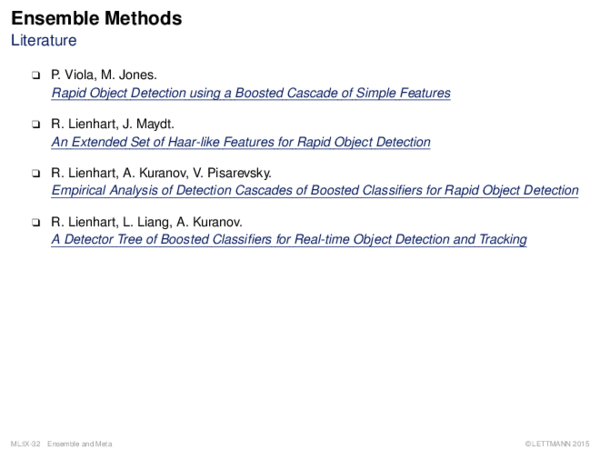 Ensemble Methods
Literature
❑ P. Viola, M. Jones.
Rapid Object Detection using a Boosted Cascade of Simple Features
❑ R. Lienhart, J. Maydt.
An Extended Set of Haar-like Features for Rapid Object Detection
❑ R. Lienhart, A. Kuranov, V. Pisarevsky.
Empirical Analysis of Detection Cascades of Boosted Classifiers for Rapid Object Detection
❑ R. Lienhart, L. Liang, A. Kuranov.
A Detector Tree of Boosted Classifiers for Real-time Object Detection and Tracking
ML:IX-32 Ensemble and Meta
©LETTMANN 2015